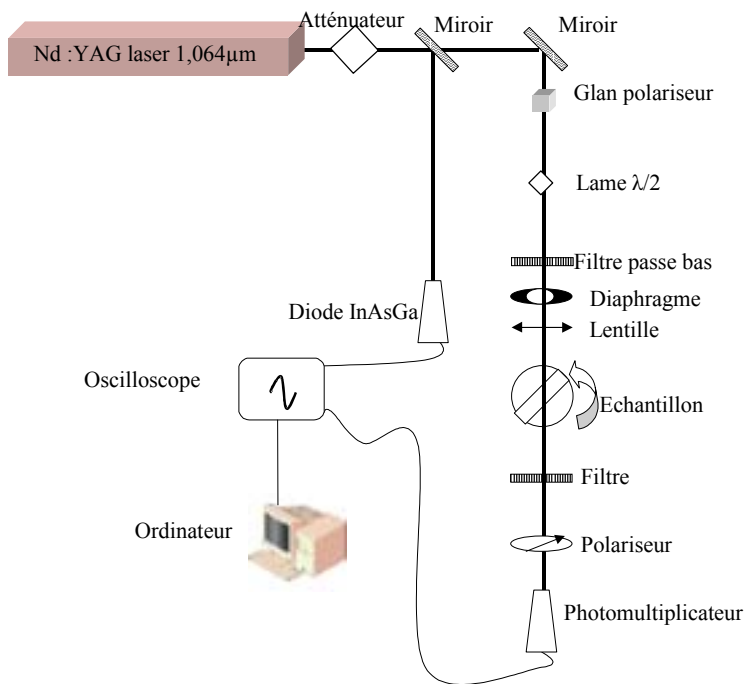 Atténuateur
Miroir
Miroir
Nd :YAG laser 1,064µm
Glan polariseur
Lame λ/2
Filtre passe bas
Diaphragme
Diode InAsGa
Lentille
Oscilloscope
Echantillon
Filtre
Ordinateur
Polariseur
Photomultiplicateur